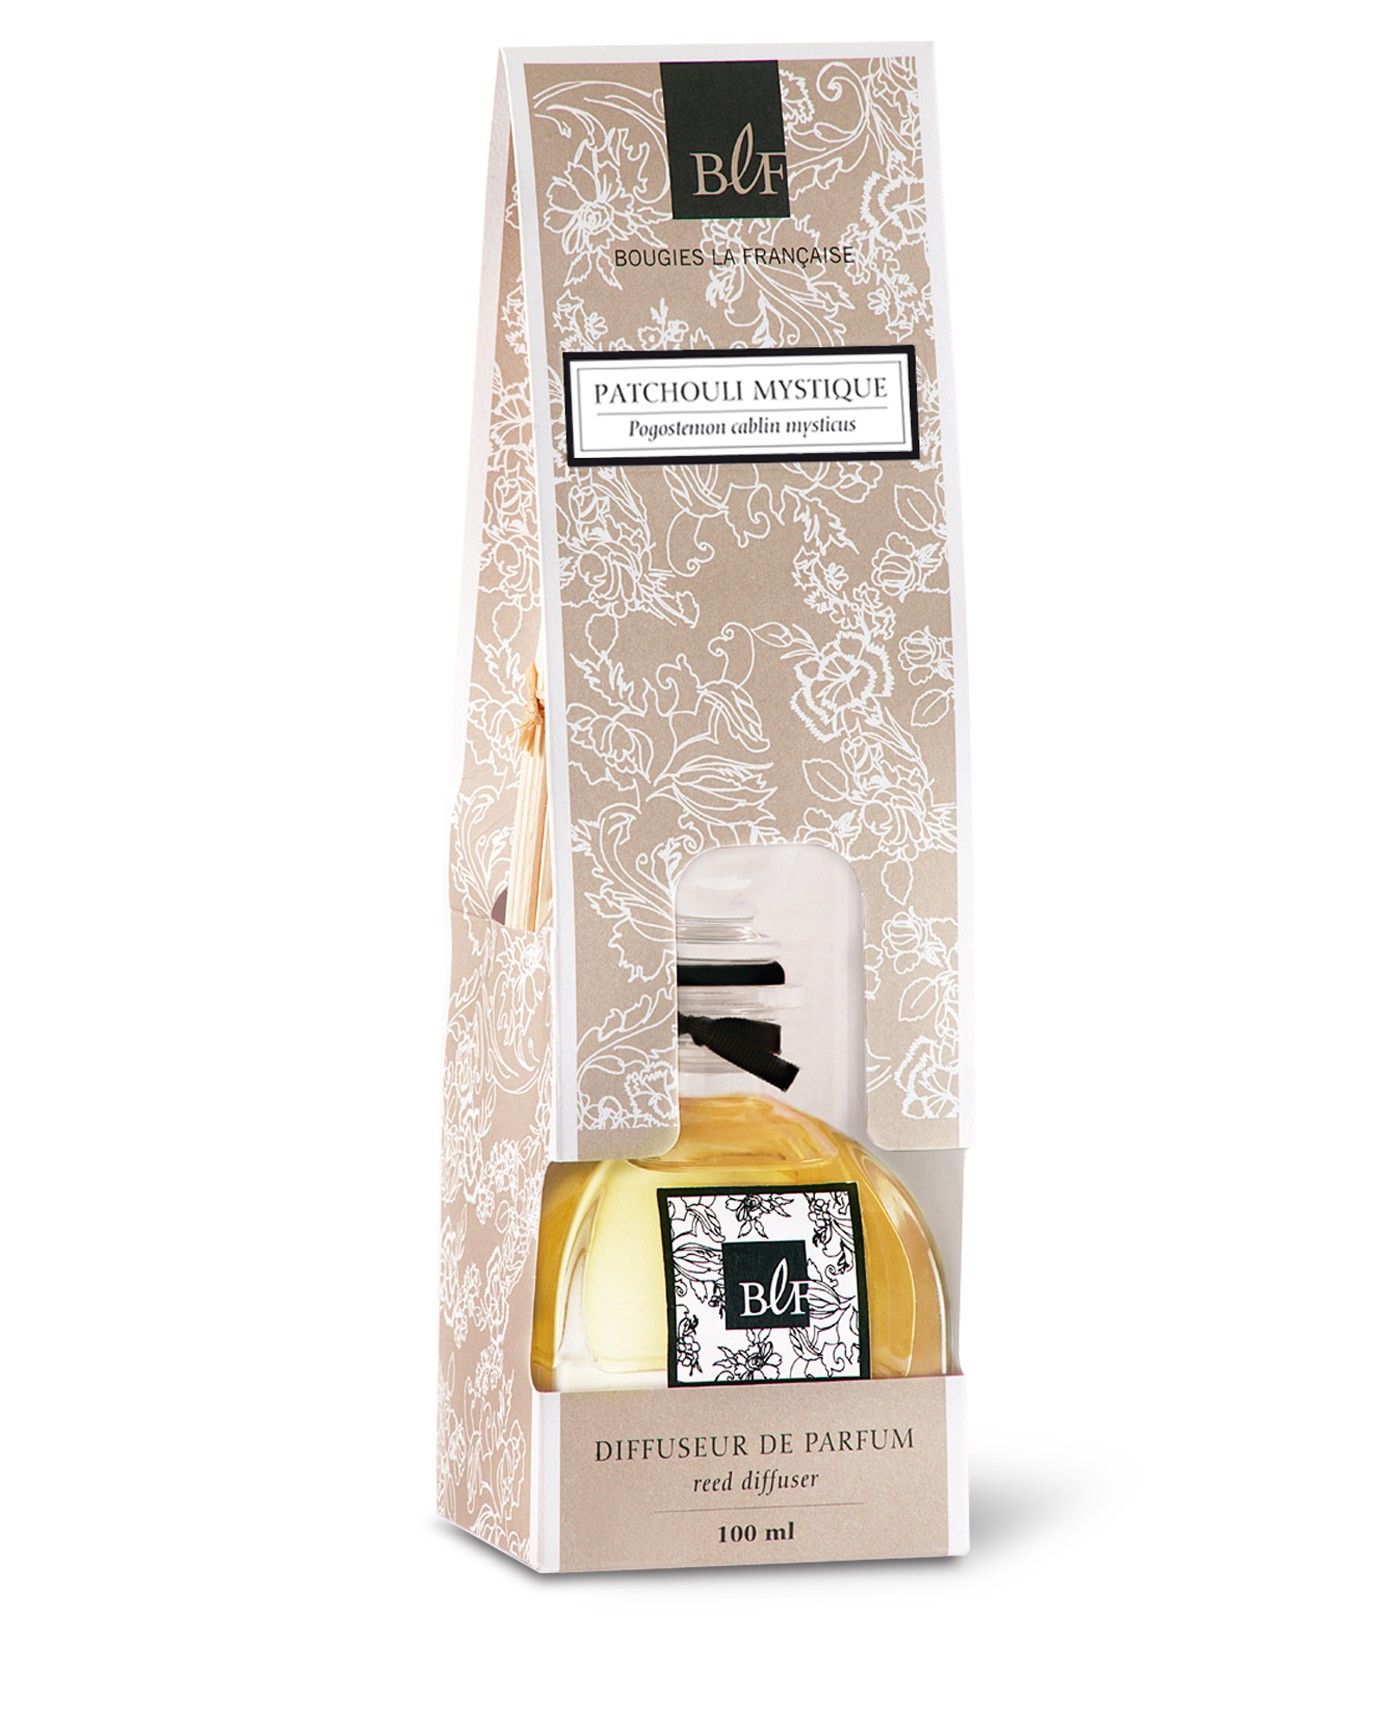 BlF
BOUGIES LA FRANÇAISE
PATCHOULI MYSTIQUE
Pogostemon cablin mysticus
BlF
DIFFUSEUR DE PARFUM
reed diffuser
100 ml